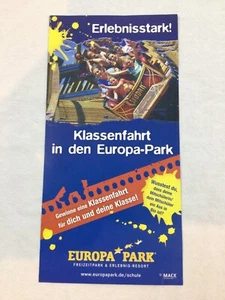 Erlebnisstark!
Klassenfahrt
in den Europa-Park
Gewinne eine Klassenfahrt
für dich und deine Klasse!
EUROPA PARK
FREIZEITPARK & ERLEBNIS-RESORT
www.europapark.de/schule
MACK